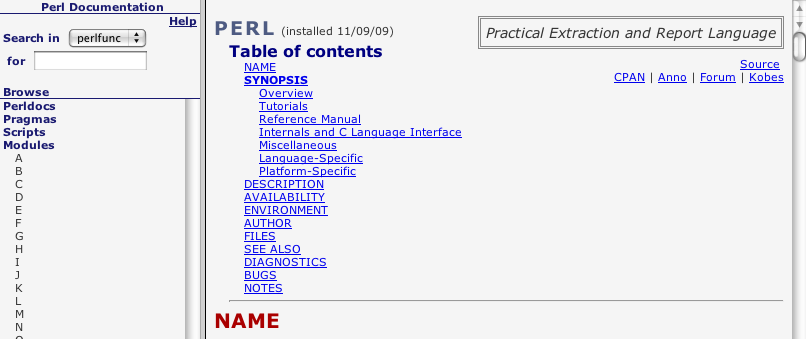 Perl Documentation
Help
Search in perlfunc
for
Browse
Perldocs
Pragmas
Scripts
Modules
A
B
C
D
E
F
G
H
I
J
K
L
M
N
PERL (installed 11/09/09)
Practical Extraction and Report Language
Table of contents
Source
CPAN | Anno | Forum | Kobes
NAME
SYNOPSIS
Overview
Tutorials
Reference Manual
Internals and C Language Interface
Miscellaneous
Language-Specific
Platform-Specific
DESCRIPTION
AVAILABILITY
ENVIRONMENT
AUTHOR
FILES
SEE ALSO
DIAGNOSTICS
BUGS
NOTES
NAME